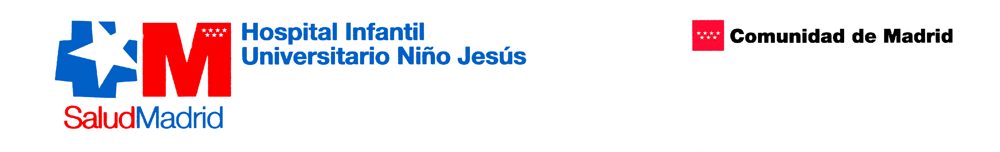 Hospital Infantil
Universitario Niño Jesús
SaludMadrid
Comunidad de Madrid